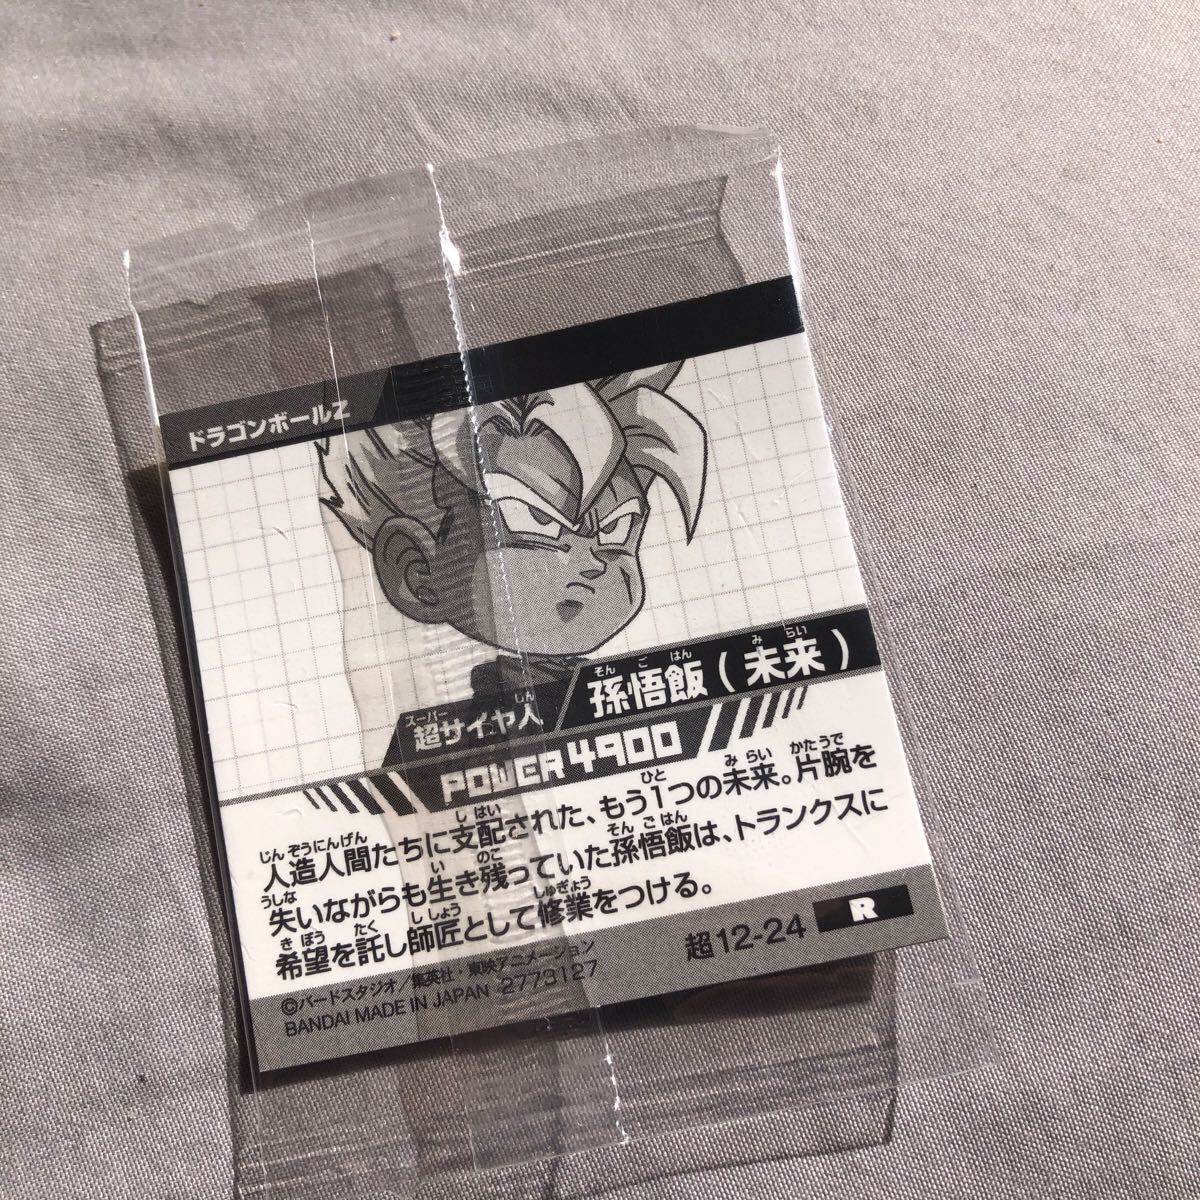 ドラゴンボールZ
スーパー しん
超サイヤ人
そん ご はん み らい
孫悟飯(未来)
POWER 4900
じん ぞうにんげん し はい ひと み らい かたうで
人造人間たちに支配された、もう1つの未来。片腕を
うしな い のこ そん ご はん
失いながらも生き残っていた孫悟飯は、トランクスに
き ぼう たく し しょう しゅぎょう
希望を託し師匠として修業をつける。
超12-24 R
©バードスタジオ/集英社・東映アニメーション
BANDAI MADE IN JAPAN 2773127